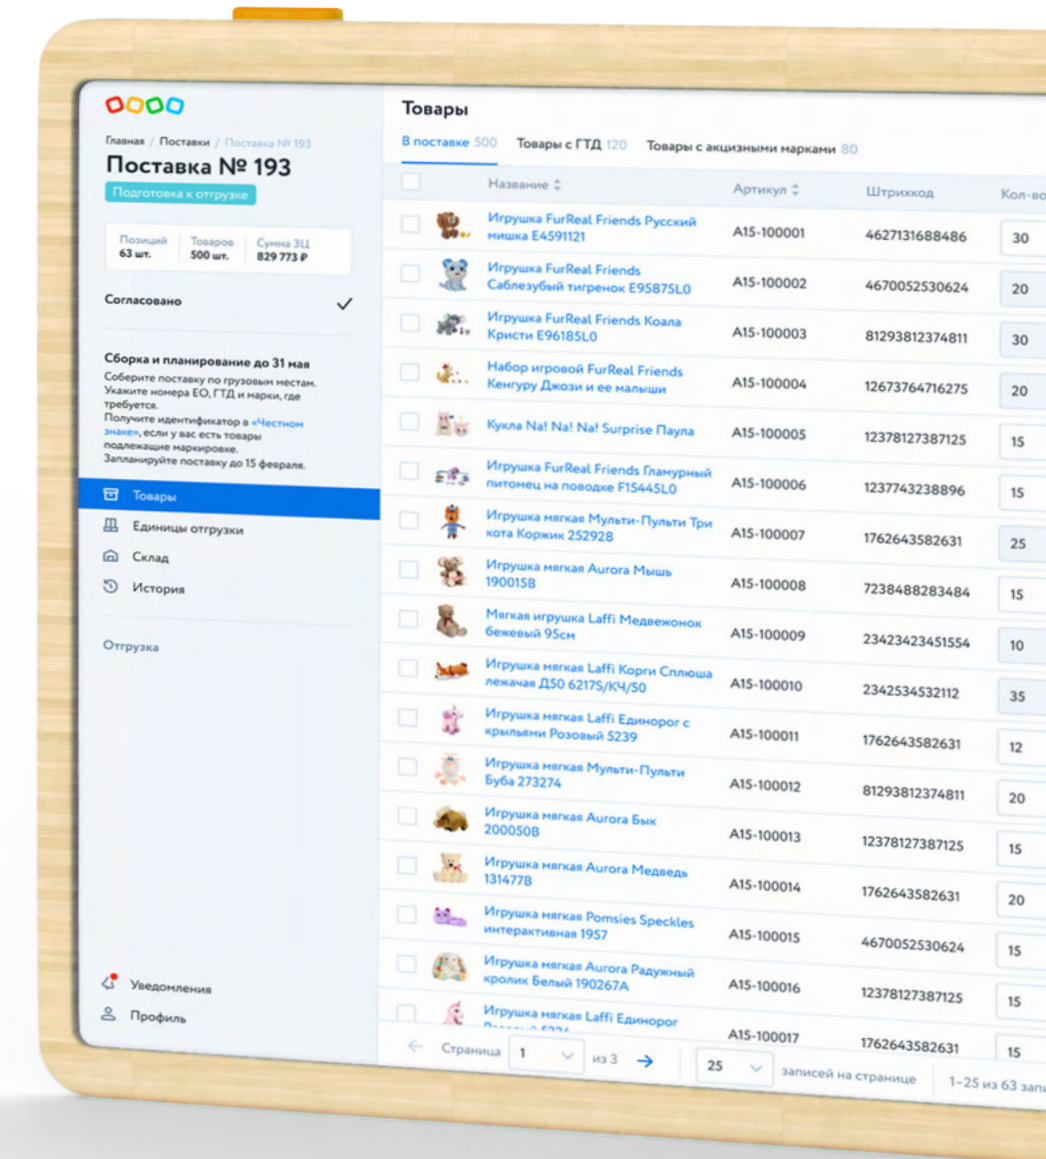 Главная / Поставки / Поставка № 193
Поставка № 193
Подготовка к отгрузке
Позиций Товаров Сумма ЗЦ
63 шт. 500 шт. 829 773 ₽
Согласовано
Сборка и планирование до 31 мая
Соберите поставку по грузовым местам.
Укажите номера ЕО, ГТД и марки, где
требуется.
Получите идентификатор в «Честном
знаке», если у вас есть товары
подлежащие маркировке.
Запланируйте поставку до 15 февраля.
Товары
Единицы отгрузки
Склад
История
Отгрузка
Уведомления
Профиль
Товары
В поставке 500 Товары с ГТД 120 Товары с акцизными марками 80
Название Артикул Штрихкод Кол-во
Игрушка FurReal Friends Русский
мишка E4591121 A15-100001 4627131688486 30
Игрушка FurReal Friends
Саблезубый тигренок E95875L0 A15-100002 4670052530624 20
Игрушка FurReal Friends Коала
Кристи E96185L0 A15-100003 81293812374811 30
Набор игровой FurReal Friends
Кенгуру Джози и ее малыши A15-100004 12673764716275 20
Кукла Na! Na! Na! Surprise Паула A15-100005 12378127387125 15
Игрушка FurReal Friends Гламурный
питомец на поводке F15445L0 A15-100006 1237743238896 15
Игрушка мягкая Мульти-Пульти Три
кота Коржик 252928 A15-100007 1762643582631 25
Игрушка мягкая Aurora Мышь
190015B A15-100008 7238488283484 15
Мягкая игрушка Laffi Медвежонок
бежевый 95см A15-100009 23423423451554 10
Игрушка мягкая Laffi Корги Сплюша
лежачая Д50 6217S/КЧ/50 A15-100010 2342534532112 35
Игрушка мягкая Laffi Единорог с
крыльями Розовый 5239 A15-100011 1762643582631 12
Игрушка мягкая Мульти-Пульти
Буба 273274 A15-100012 81293812374811 20
Игрушка мягкая Aurora Бык
200050B A15-100013 12378127387125 15
Игрушка мягкая Aurora Медведь
131477B A15-100014 1762643582631 20
Игрушка мягкая Pomsies Speckles
интерактивная 1957 A15-100015 4670052530624 15
Игрушка мягкая Aurora Радужный
кролик Белый 190267A A15-100016 12378127387125 15
Игрушка мягкая Laffi Единорог
A15-100017 1762643582631 15
Страница 1 из 3 25 записей на странице 1–25 из 63 зап